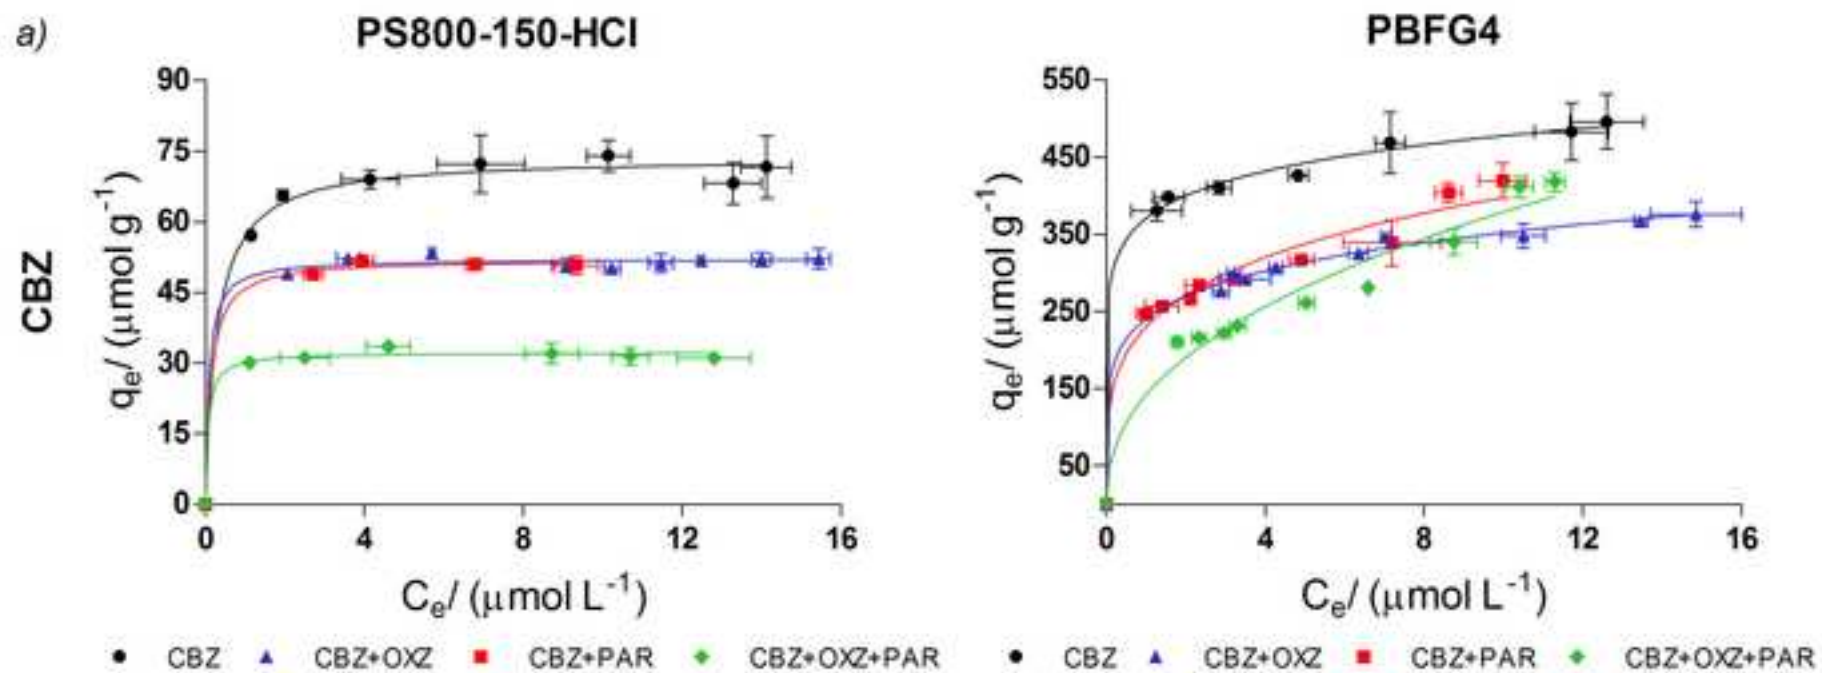 a)
PS800-150-HCl
PBFG4
CBZ
qe/ (μmol g-1)
90
75
60
45
30
15
0
0 4 8 12 16
Ce/ (μmol L-1)
CBZ CBZ+OXZ CBZ+PAR CBZ+OXZ+PAR
qe/ (μmol g-1)
550
450
350
250
150
50
0 4 8 12 16
Ce/ (μmol L-1)
CBZ CBZ+OXZ CBZ+PAR CBZ+OXZ+PAR